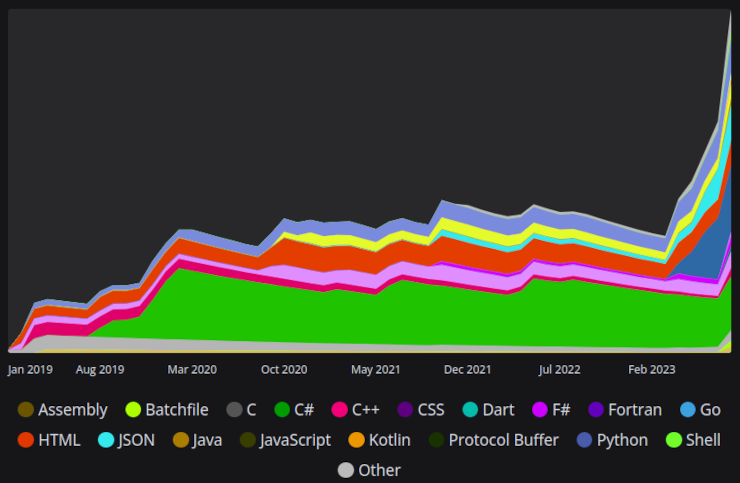 Jan 2019 Aug 2019 Mar 2020 Oct 2020 May 2021 Dec 2021 Jul 2022 Feb 2023
Assembly Batchfile C C# C++ CSS Dart F# Fortran Go
HTML JSON Java JavaScript Kotlin Protocol Buffer Python Shell
Other